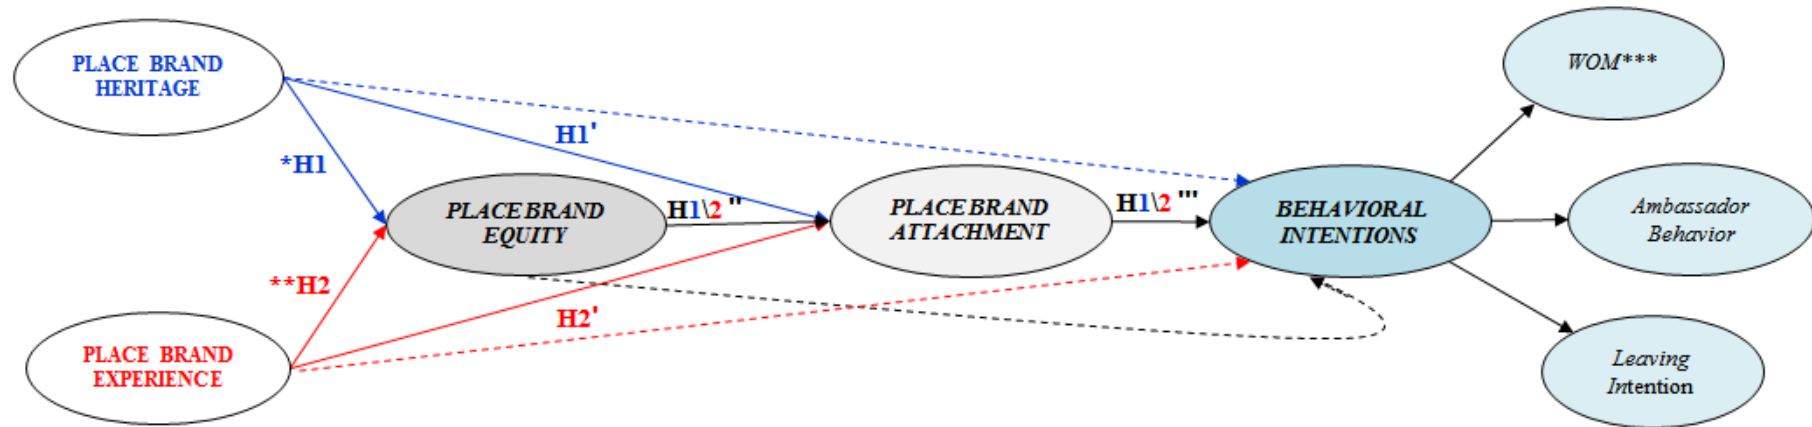 PLACE BRAND
HERITAGE
WOM***
H1'
*H1
PLACE BRAND
EQUITY
H1\2 "
PLACE BRAND
ATTACHMENT
H1\2 '"
BEHAVIORAL
INTENTIONS
Ambassador
Behavior
**H2
H2'
PLACE BRAND
EXPERIENCE
Leaving
Intention